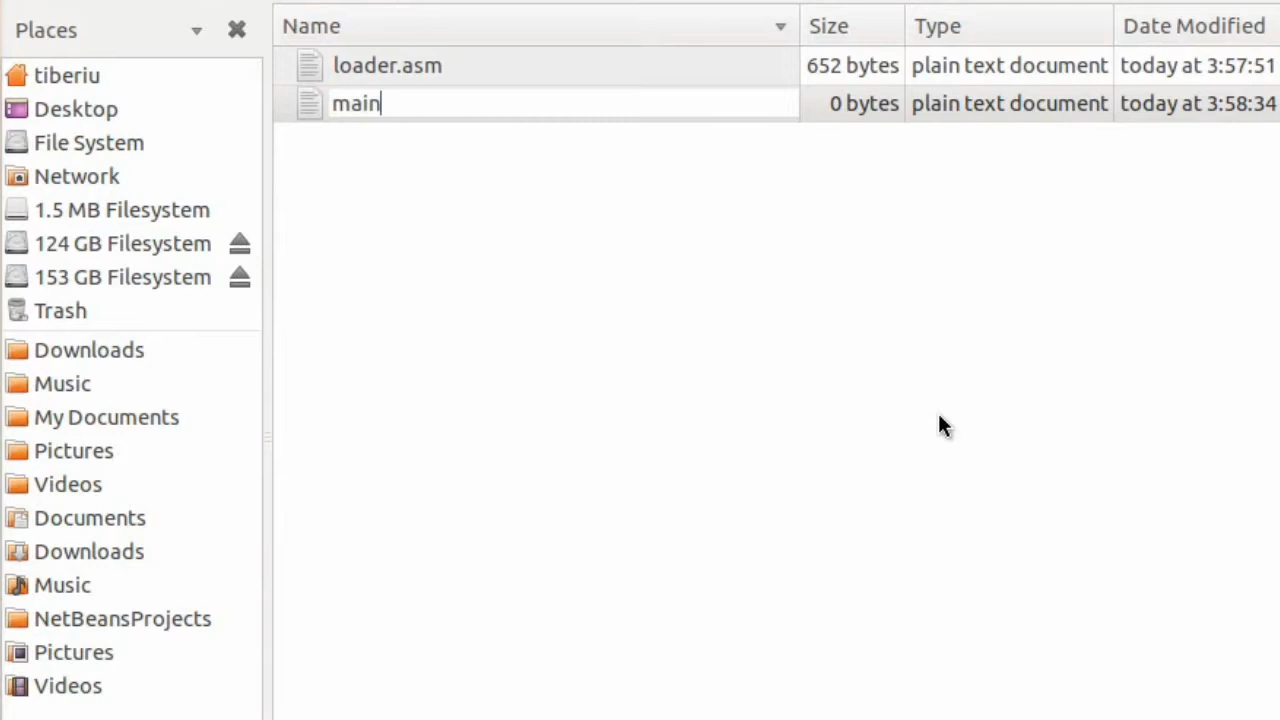 Places
Name Size Type Date Modified
loader.asm 652 bytes plain text document today at 3:57:51
main 0 bytes plain text document today at 3:58:34
tiberiu
Desktop
File System
Network
1.5 MB Filesystem
124 GB Filesystem
153 GB Filesystem
Trash
Downloads
Music
My Documents
Pictures
Videos
Documents
Downloads
Music
NetBeansProjects
Pictures
Videos